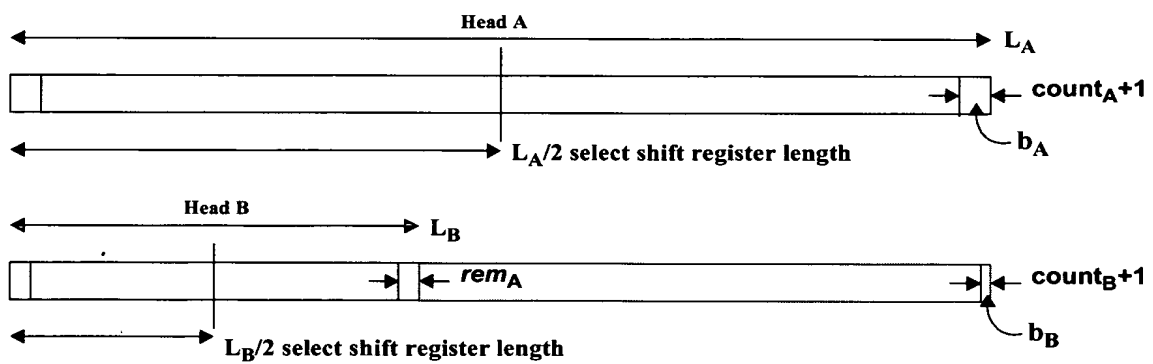 Head A
L_A
count_A+1
b_A
L_A/2 select shift register length
Head B
L_B
rem_A
count_B+1
b_B
L_B/2 select shift register length